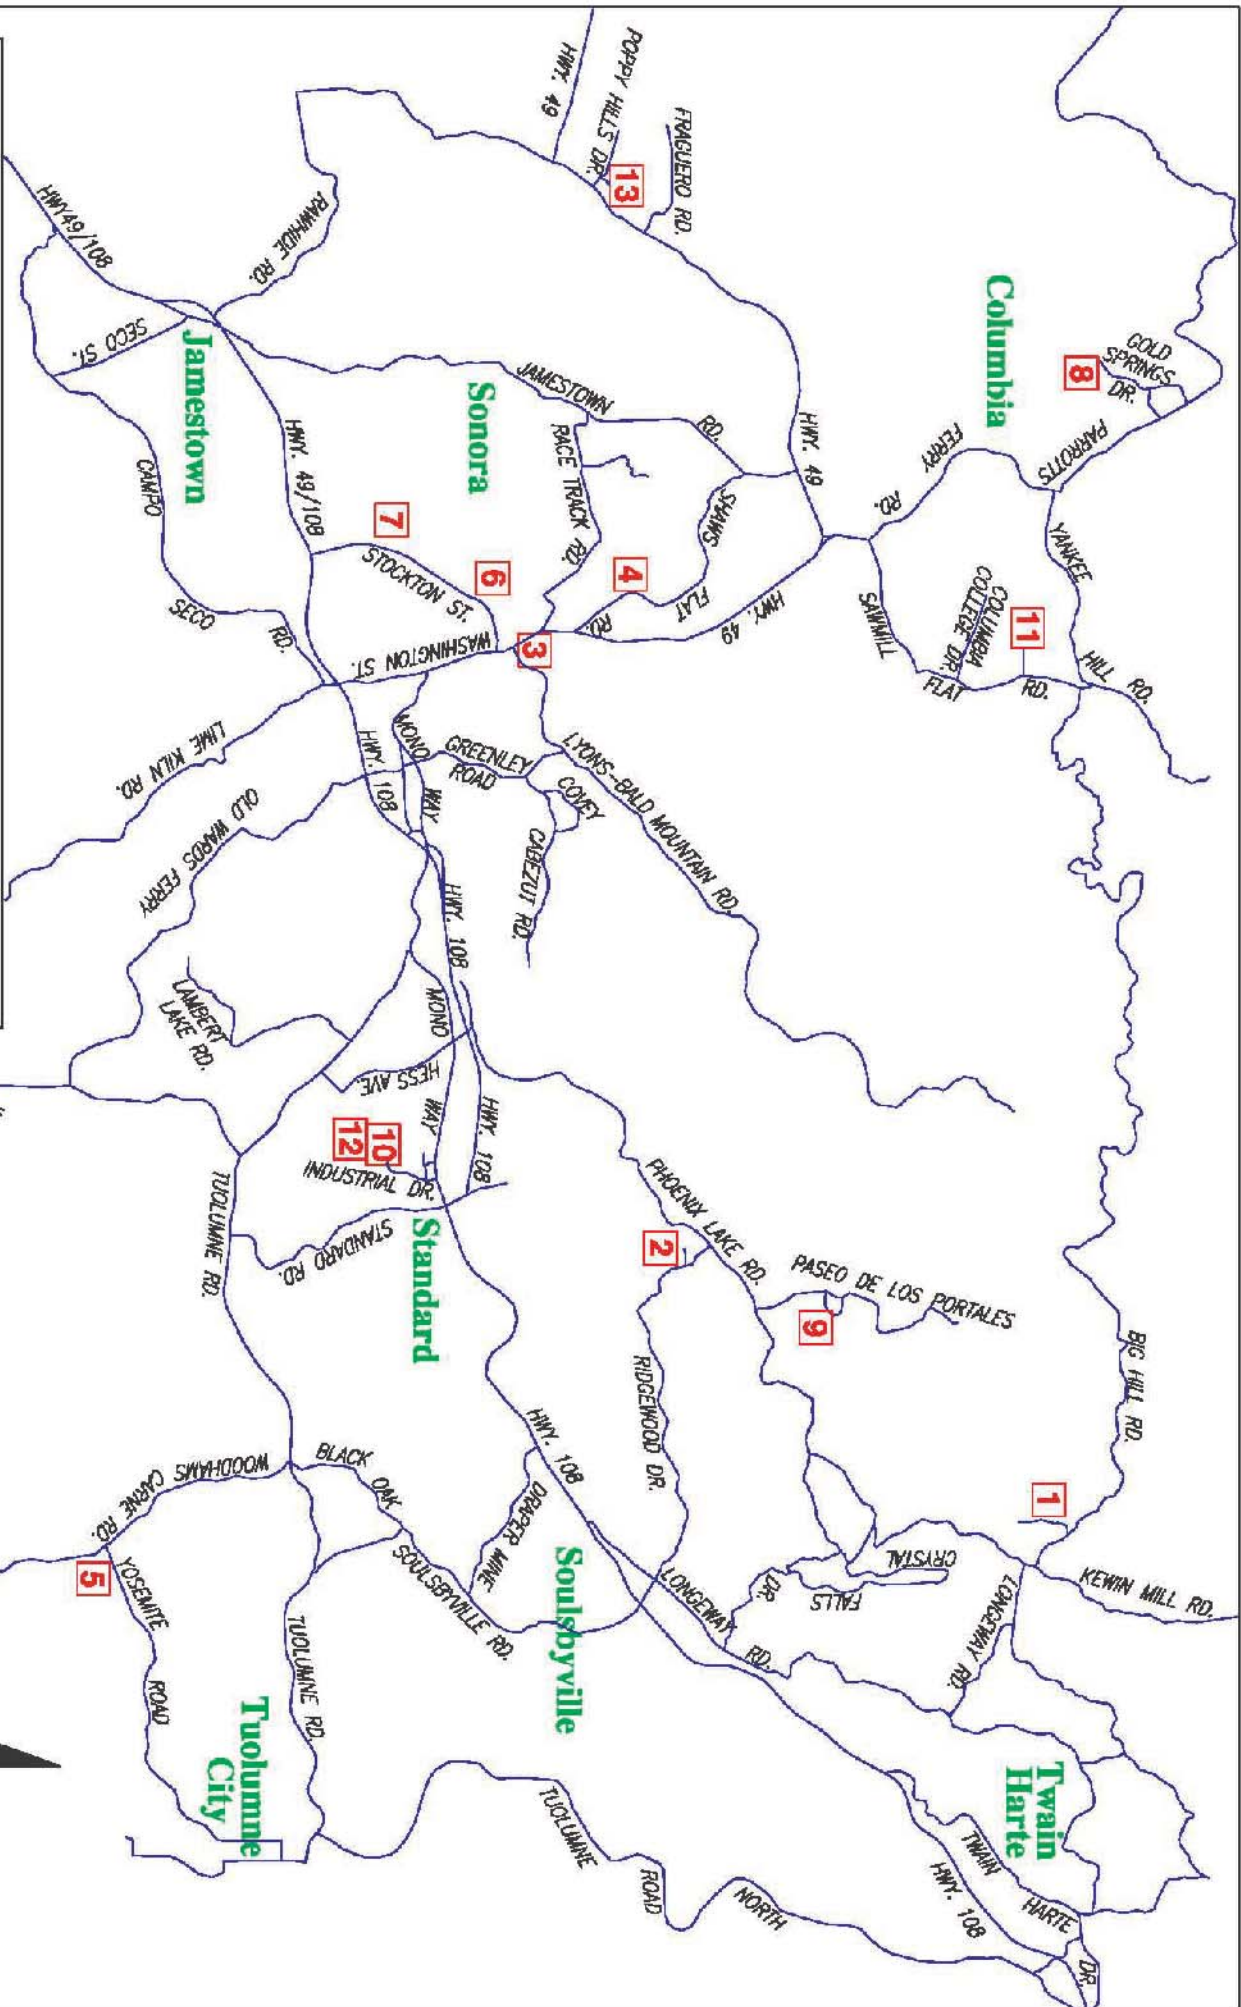 HWY. 49
POPPY HILLS DR.
13
FRAGUERO RD.
RAWHIDE RD.
HWY49/108
SECO ST.
Jamestown
Columbia
GOLD
SPRINGS
DR.
8
PARROTTS
FERRY
RD.
YANKEE
HILL RD.
COLUMBIA
COLLEGE DR.
11
SAWMILL
FLAT
RD.
HWY. 49
JAMESTOWN
RD.
Sonora
RACE TRACK RD.
SHAWS
FLAT
RD.
4
HWY. 49
HWY. 49/108
7
STOCKTON ST.
6
3
WASHINGTON ST.
CAMPO
SECO
RD.
LIME KILN RD.
OLD WARDS FERRY
HWY. 108
MONO
WAY
GREENLEY
ROAD
COVEY
CABEZUT RD.
LYONS-BALD MOUNTAIN RD.
HWY. 108
MONO
WAY
LAMBERT
LAKE RD.
HESS AVE.
HWY. 108
10
12
INDUSTRIAL DR.
Standard
STANDARD RD.
TUOLUMNE RD.
PHOENIX LAKE RD.
2
PASEO DE LOS PORTALES
9
RIDGEWOOD DR.
BIG HILL RD.
1
KEWIN MILL RD.
CRYSTAL
FALLS
DR.
LONGEWAY RD.
LONGEWAY
RD.
HWY. 108
DRAPER MINE
Soulsbyville
SOULSBYVILLE RD.
BLACK OAK
WOODHAMS CARNE RD.
5
YOSEMITE
ROAD
TUOLUMNE RD.
Tuolumne
City
TUOLUMNE
ROAD
NORTH
Twain
Harte
TWAIN
HARTE
DR.
HWY. 108